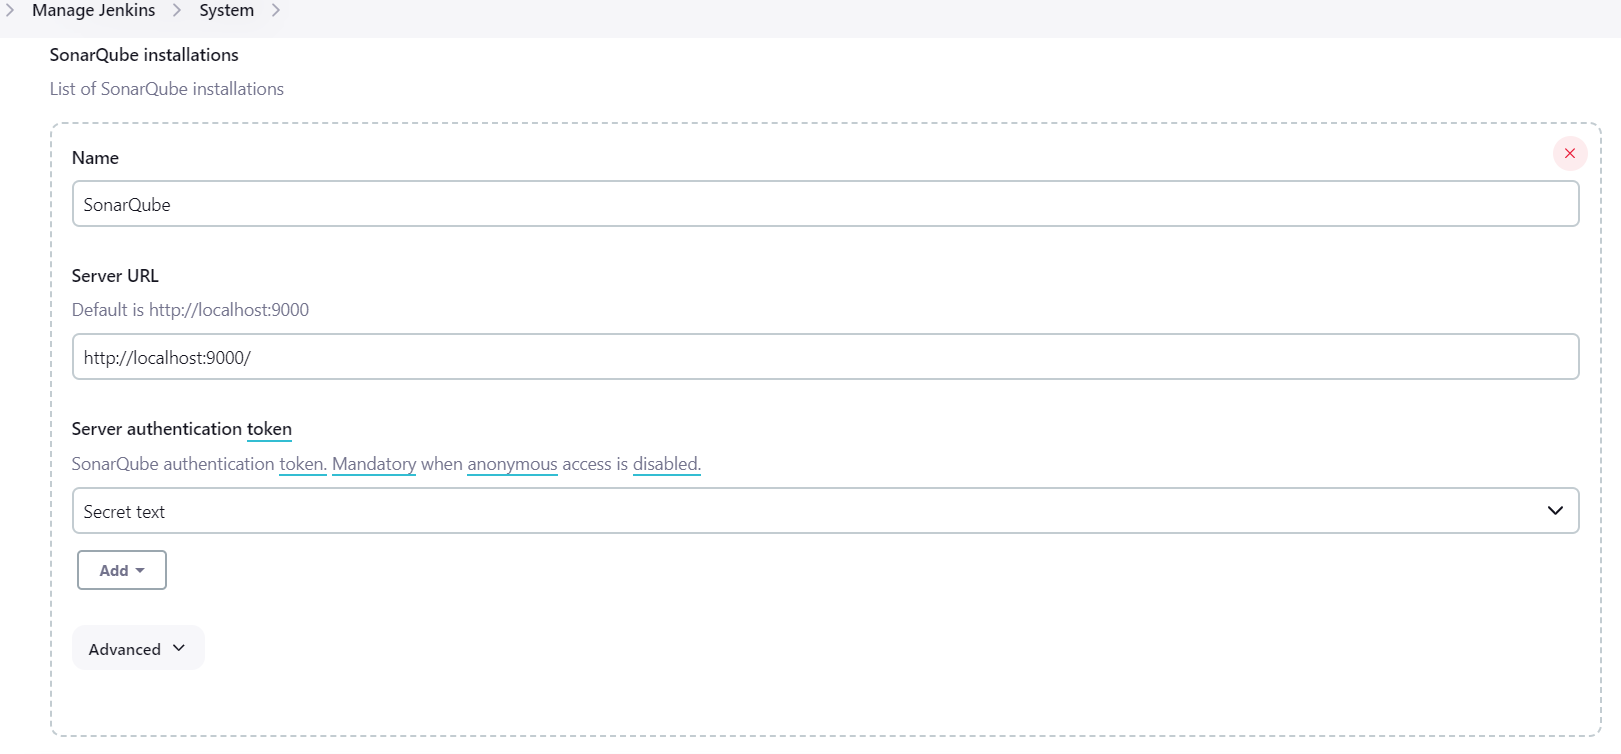 Manage Jenkins System
SonarQube installations
List of SonarQube installations
Name
SonarQube
Server URL
Default is http://localhost:9000
http://localhost:9000/
Server authentication token
SonarQube authentication token. Mandatory when anonymous access is disabled.
Secret text
Add
Advanced